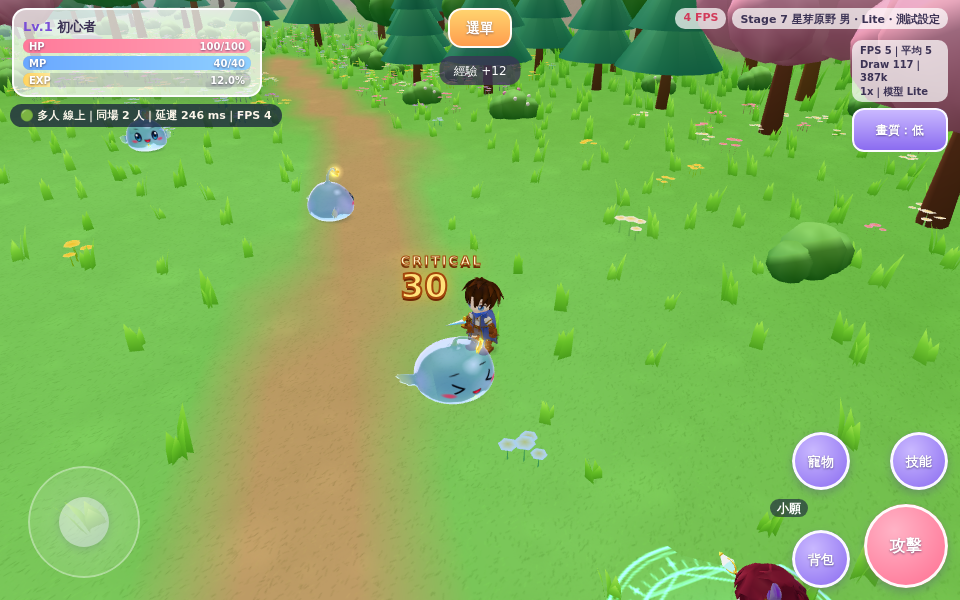 Lv.1 初心者
HP 100/100
MP 40/40
EXP 12.0%
🟢 多人 線上 | 同場 2 人 | 延遲 246 ms | FPS 4
選單
經驗 +12
4 FPS
Stage 7 星芽原野 男・Lite・測試設定
FPS 5 | 平均 5
Draw 117 |
387k
1x | 模型 Lite
畫質：低
CRITICAL
30
寵物
技能
小願
背包
攻擊